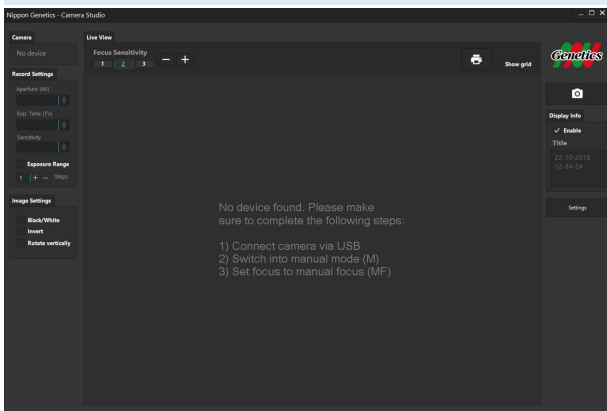 Nippon Genetics - Camera Studio
Camera
No device
Record Settings
Aperture (AV)
Exp. Time (TV)
Sensitivity
Exposure Range
1 + − Steps
Image Settings
Black/White
Invert
Rotate vertically
Live View
Focus Sensitivity
1 2 3 − +
Show grid
No device found. Please make
sure to complete the following steps:
1) Connect camera via USB
2) Switch into manual mode (M)
3) Set focus to manual focus (MF)
Genetics
Display Info
Enable
Title
22-10-2018
12-34-24
Settings